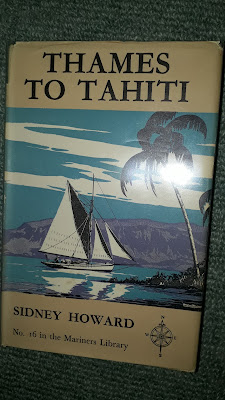 THAMES
TO TAHITI
SIDNEY HOWARD
No. 16 in the Mariners Library